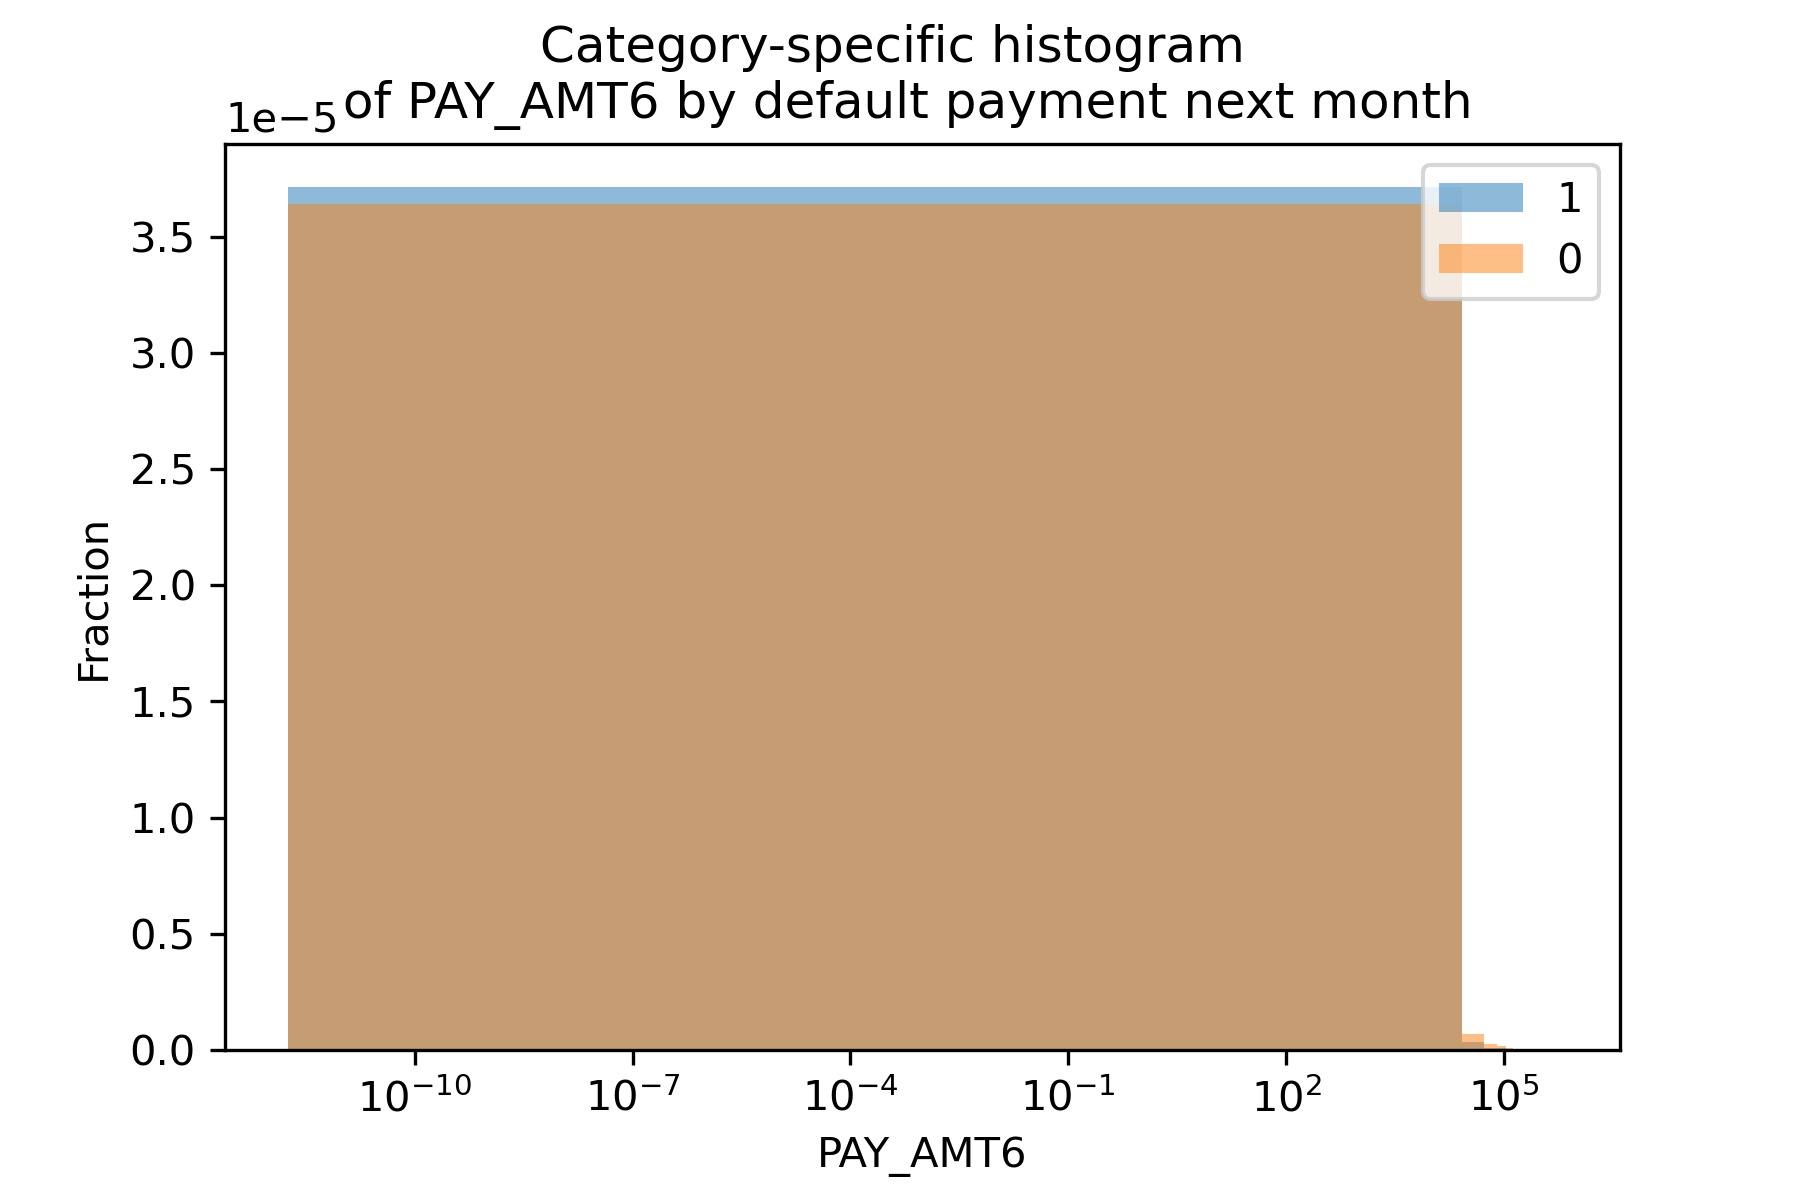 Category-specific histogram
of PAY_AMT6 by default payment next month
1e−5
1
0
3.5
3.0
2.5
2.0
1.5
1.0
0.5
0.0
Fraction
10⁻¹⁰ 10⁻⁷ 10⁻⁴ 10⁻¹ 10² 10⁵
PAY_AMT6